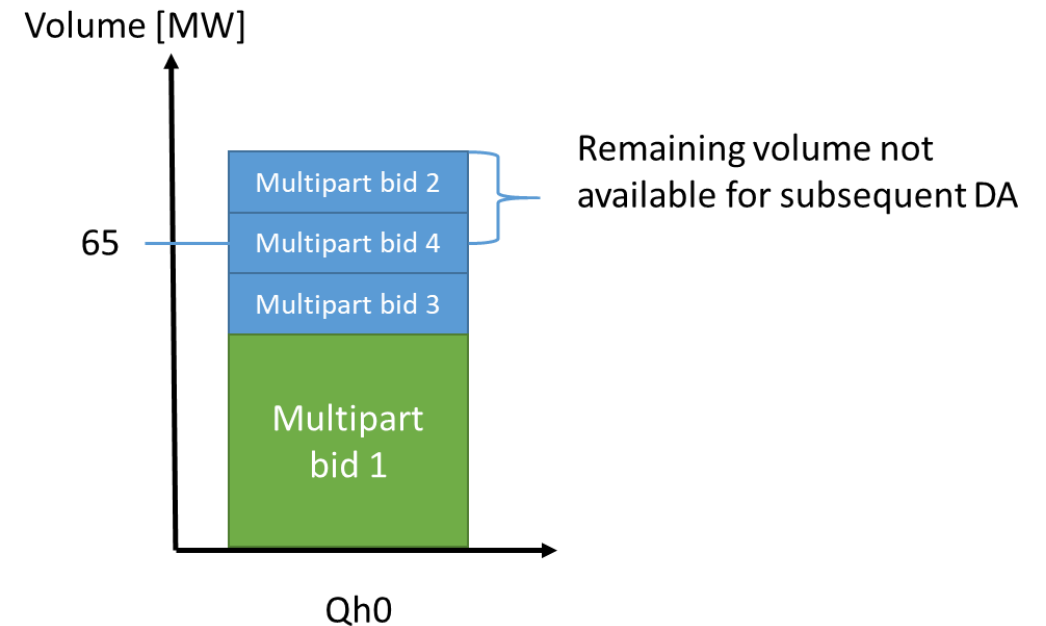 Volume [MW]
Remaining volume not
available for subsequent DA
Multipart bid 2
65
Multipart bid 4
Multipart bid 3
Multipart
bid 1
Qh0